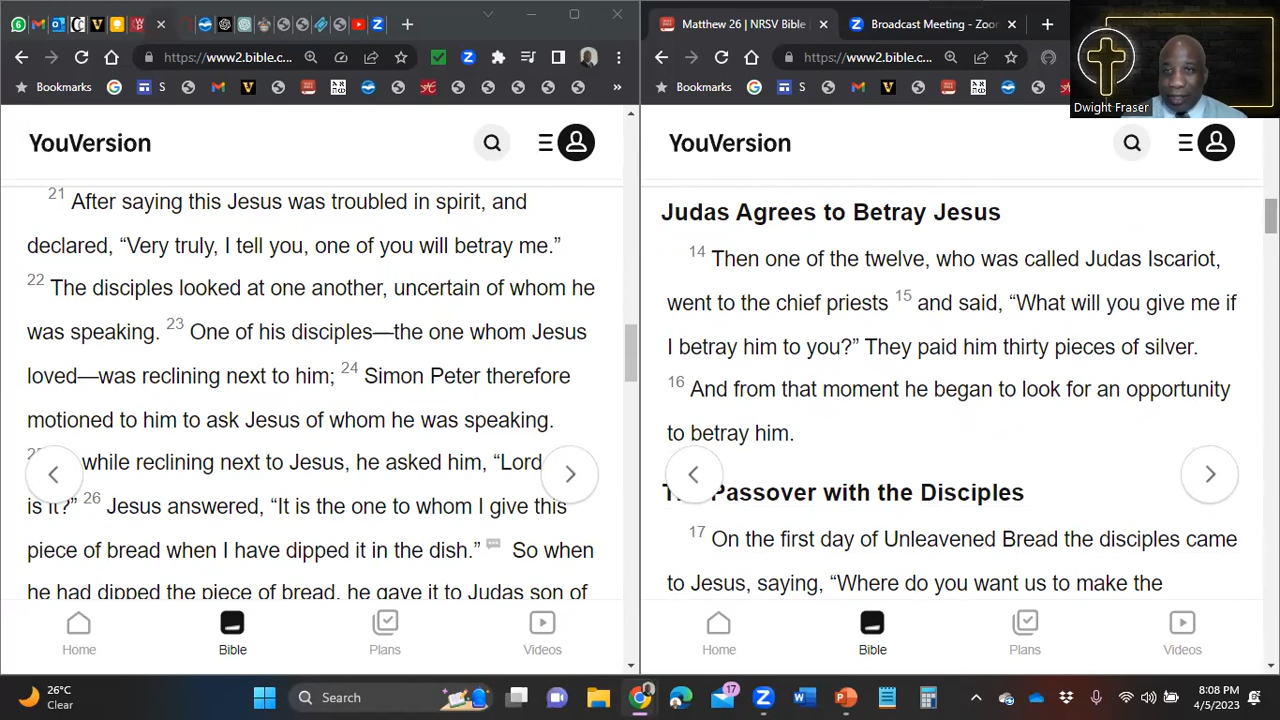 6
https://www2.bible.c...
Bookmarks
S
»
YouVersion
21 After saying this Jesus was troubled in spirit, and
declared, “Very truly, I tell you, one of you will betray me.”
22 The disciples looked at one another, uncertain of whom he
was speaking. 23 One of his disciples—the one whom Jesus
loved—was reclining next to him; 24 Simon Peter therefore
motioned to him to ask Jesus of whom he was speaking.
while reclining next to Jesus, he asked him, “Lord
is it?” 26 Jesus answered, “It is the one to whom I give this
piece of bread when I have dipped it in the dish.” So when
he had dipped the piece of bread, he gave it to Judas son of
Home
Bible
Plans
Videos
Matthew 26 | NRSV Bible
Broadcast Meeting - Zoo
https://www2.bible.c...
Bookmarks
S
Dwight Fraser
YouVersion
Judas Agrees to Betray Jesus
14 Then one of the twelve, who was called Judas Iscariot,
went to the chief priests 15 and said, “What will you give me if
I betray him to you?” They paid him thirty pieces of silver.
16 And from that moment he began to look for an opportunity
to betray him.
Passover with the Disciples
17 On the first day of Unleavened Bread the disciples came
to Jesus, saying, “Where do you want us to make the
Home
Bible
Plans
Videos
26°C
Clear
Search
17
8:08 PM
4/5/2023